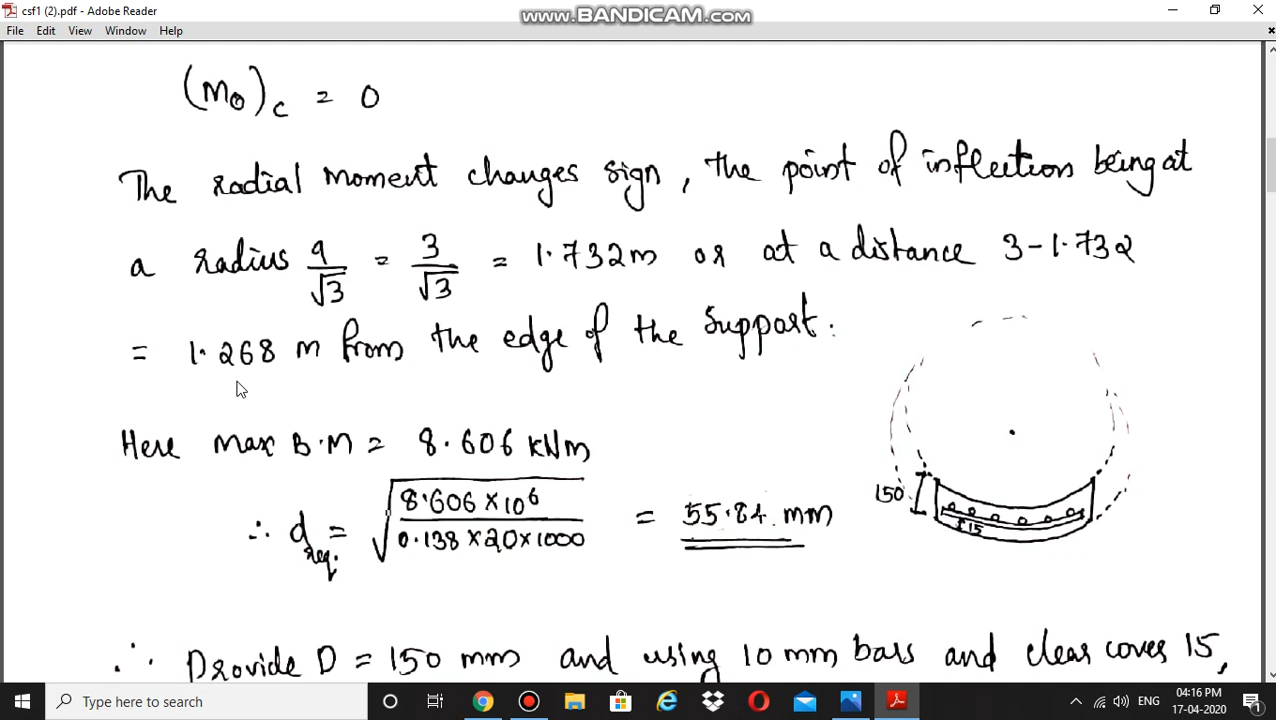 csf1 (2).pdf - Adobe Reader
www.BANDICAM.com
File Edit View Window Help
(Mθ)c = 0
The radial moment changes sign, the point of inflection being at
a radius a/√3 = 3/√3 = 1.732m or at a distance 3-1.732
= 1.268 m from the edge of the support.
Here max B.M = 8.606 kNm
∴ d req. = √(8.606 × 10⁶ / 0.138 × 20 × 1000) = 55.84 mm
150
15
∴ Provide D = 150 mm and using 10 mm bars and clear cover 15,
Type here to search
ENG
04:16 PM
17-04-2020
1